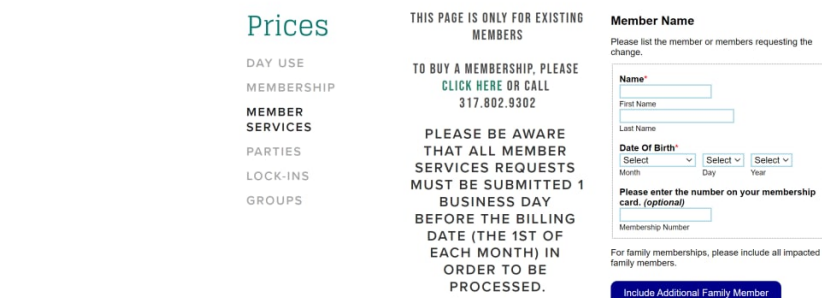 Prices
DAY USE
MEMBERSHIP
MEMBER
SERVICES
PARTIES
LOCK-INS
GROUPS
THIS PAGE IS ONLY FOR EXISTING
MEMBERS
TO BUY A MEMBERSHIP, PLEASE
CLICK HERE OR CALL
317.802.9302
PLEASE BE AWARE
THAT ALL MEMBER
SERVICES REQUESTS
MUST BE SUBMITTED 1
BUSINESS DAY
BEFORE THE BILLING
DATE (THE 1ST OF
EACH MONTH) IN
ORDER TO BE
PROCESSED.
Member Name
Please list the member or members requesting the
change.
Name*
First Name
Last Name
Date Of Birth*
Select Select Select
Month Day Year
Please enter the number on your membership
card. (optional)
Membership Number
For family memberships, please include all impacted
family members.
Include Additional Family Member